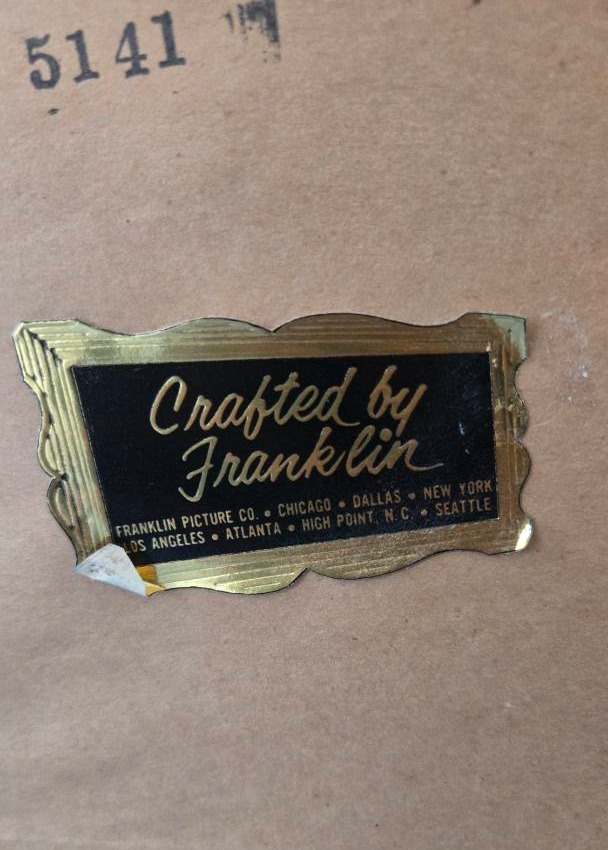 5141
Crafted by
Franklin
FRANKLIN PICTURE CO. • CHICAGO • DALLAS • NEW YORK
LOS ANGELES • ATLANTA • HIGH POINT, N.C. • SEATTLE